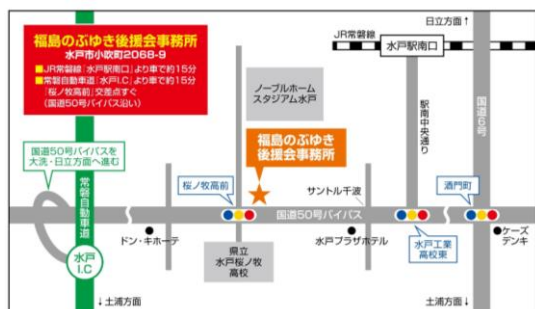 福島のぶゆき後援会事務所
水戸市小吹町2068-9
■JR常磐線「水戸駅南口」より車で約15分
■常磐自動車道「水戸I.C」より車で約15分
「桜ノ牧高前」交差点すぐ
(国道50号バイパス沿い)
日立方面↑
JR常磐線
水戸駅南口
ノーブルホーム
スタジアム水戸
駅南中央通り
国道6号
国道50号バイパスを
大洗・日立方面へ進む
福島のぶゆき
後援会事務所
常磐自動車道
桜ノ牧高前
サントル千波
酒門町
国道50号バイパス
ドン・キホーテ
県立
水戸桜ノ牧
高校
水戸プラザホテル
水戸工業
高校東
ケーズ
デンキ
水戸
I.C
↓土浦方面
土浦方面↓